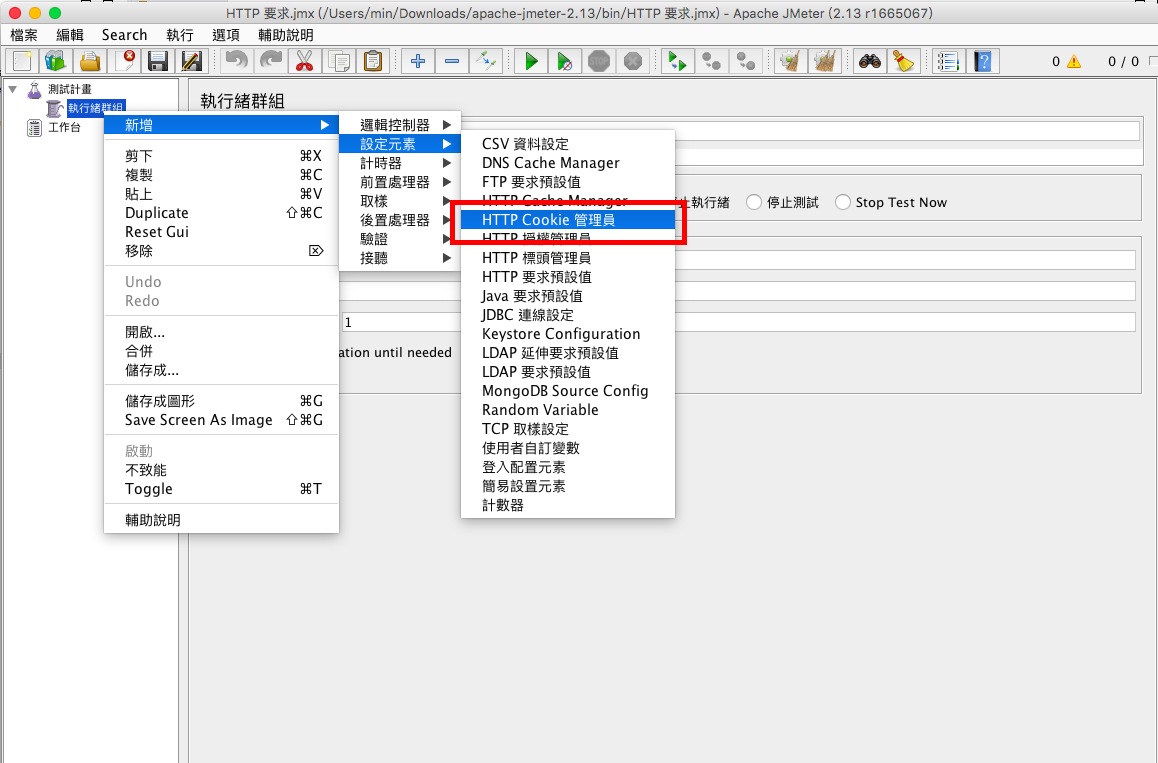 HTTP 要求.jmx (/Users/min/Downloads/apache-jmeter-2.13/bin/HTTP 要求.jmx) - Apache JMeter (2.13 r1665067)
檔案 編輯 Search 執行 選項 輔助說明
STOP
0 0 / 0
測試計畫
執行緒群組
工作台
執行緒群組
新增
剪下 ⌘X
複製 ⌘C
貼上 ⌘V
Duplicate ⇧⌘C
Reset Gui
移除 ⌦
Undo
Redo
開啟...
合併
儲存成...
儲存成圖形 ⌘G
Save Screen As Image ⇧⌘G
啟動
不致能
Toggle ⌘T
輔助說明
邏輯控制器
設定元素
計時器
前置處理器
取樣
後置處理器
驗證
接聽
CSV 資料設定
DNS Cache Manager
FTP 要求預設值
HTTP Cache Manager
HTTP Cookie 管理員
HTTP 授權管理員
HTTP 標頭管理員
HTTP 要求預設值
Java 要求預設值
JDBC 連線設定
Keystore Configuration
LDAP 延伸要求預設值
LDAP 要求預設值
MongoDB Source Config
Random Variable
TCP 取樣設定
使用者自訂變數
登入配置元素
簡易設置元素
計數器
止執行緒 停止測試 Stop Test Now
1
ation until needed